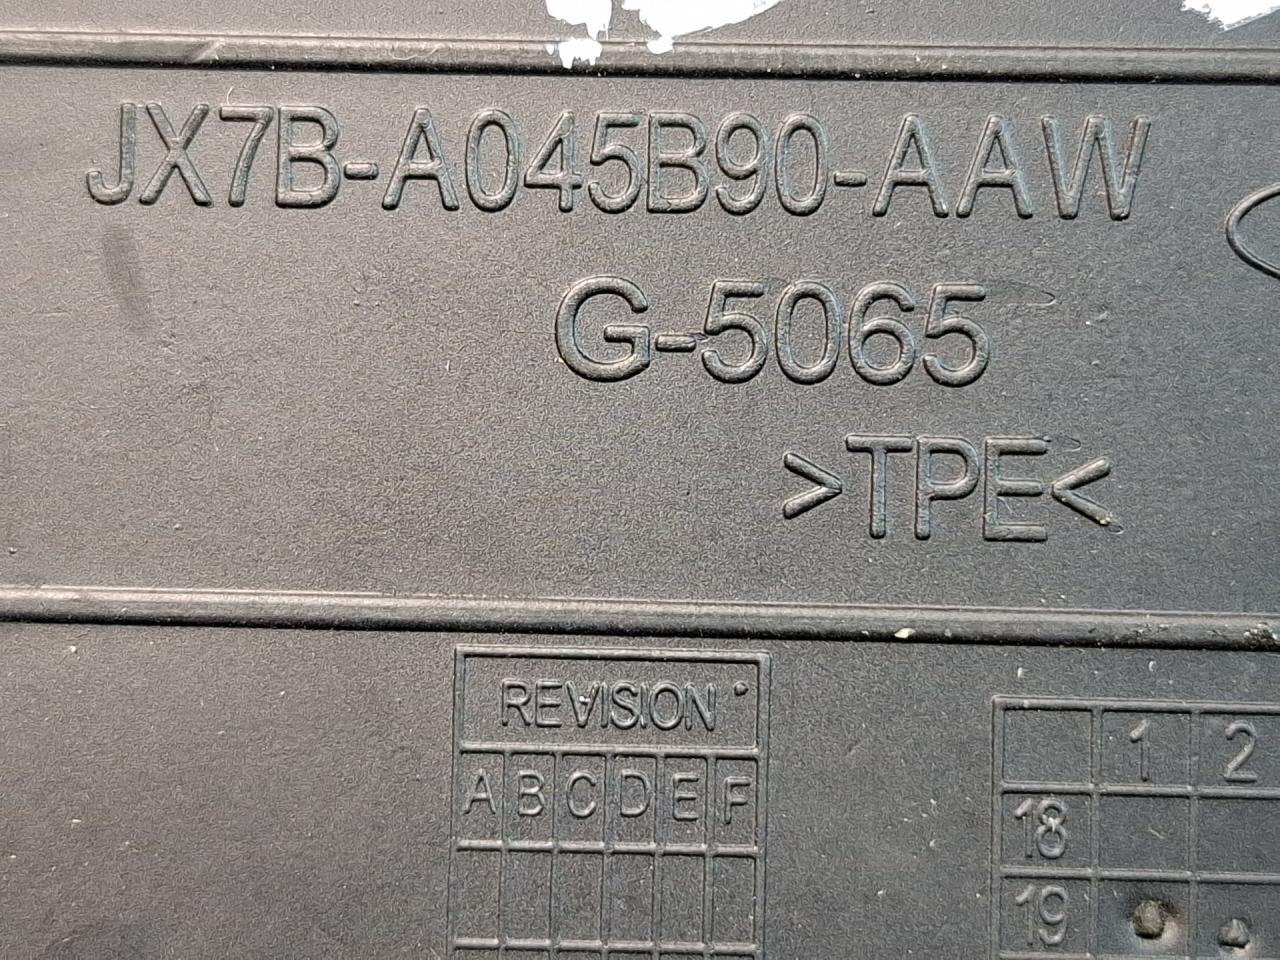 JX7B-A045B90-AAW
G-5065
>TPE<
REVISION
A B C D E F
1 2
18
19